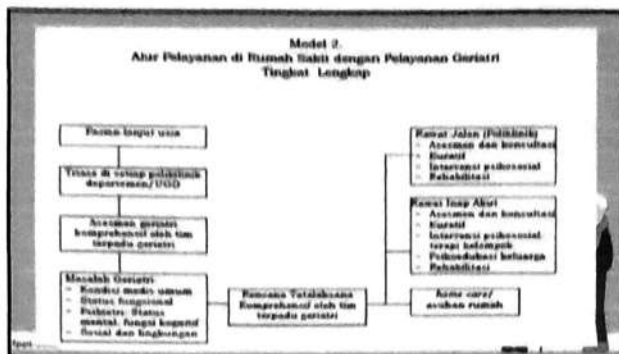 Model 2.
Alur Pelayanan di Rumah Sakit dengan Pelayanan Geriatri
Tingkat Lengkap
Pasien lanjut usia
Triase di setiap poliklinik
departemen/UGD
Asesmen geriatri
komprehensif oleh tim
terpadu geriatri
Masalah Geriatri
- Kondisi medis umum
- Status fungsional
- Psikiatri: Status
mental, fungsi kognitif
- Sosial dan lingkungan
Rencana Tatalaksana
Komprehensif oleh tim
terpadu geriatri
Rawat Jalan (Poliklinik)
- Asesmen dan konsultasi
- Kuratif
- Intervensi psikososial
- Rehabilitasi
Rawat Inap Akut
- Asesmen dan konsultasi
- Kuratif
- Intervensi psikososial
terapi kelompok
- Psikoedukasi keluarga
- Rehabilitasi
home care/
asuhan rumah